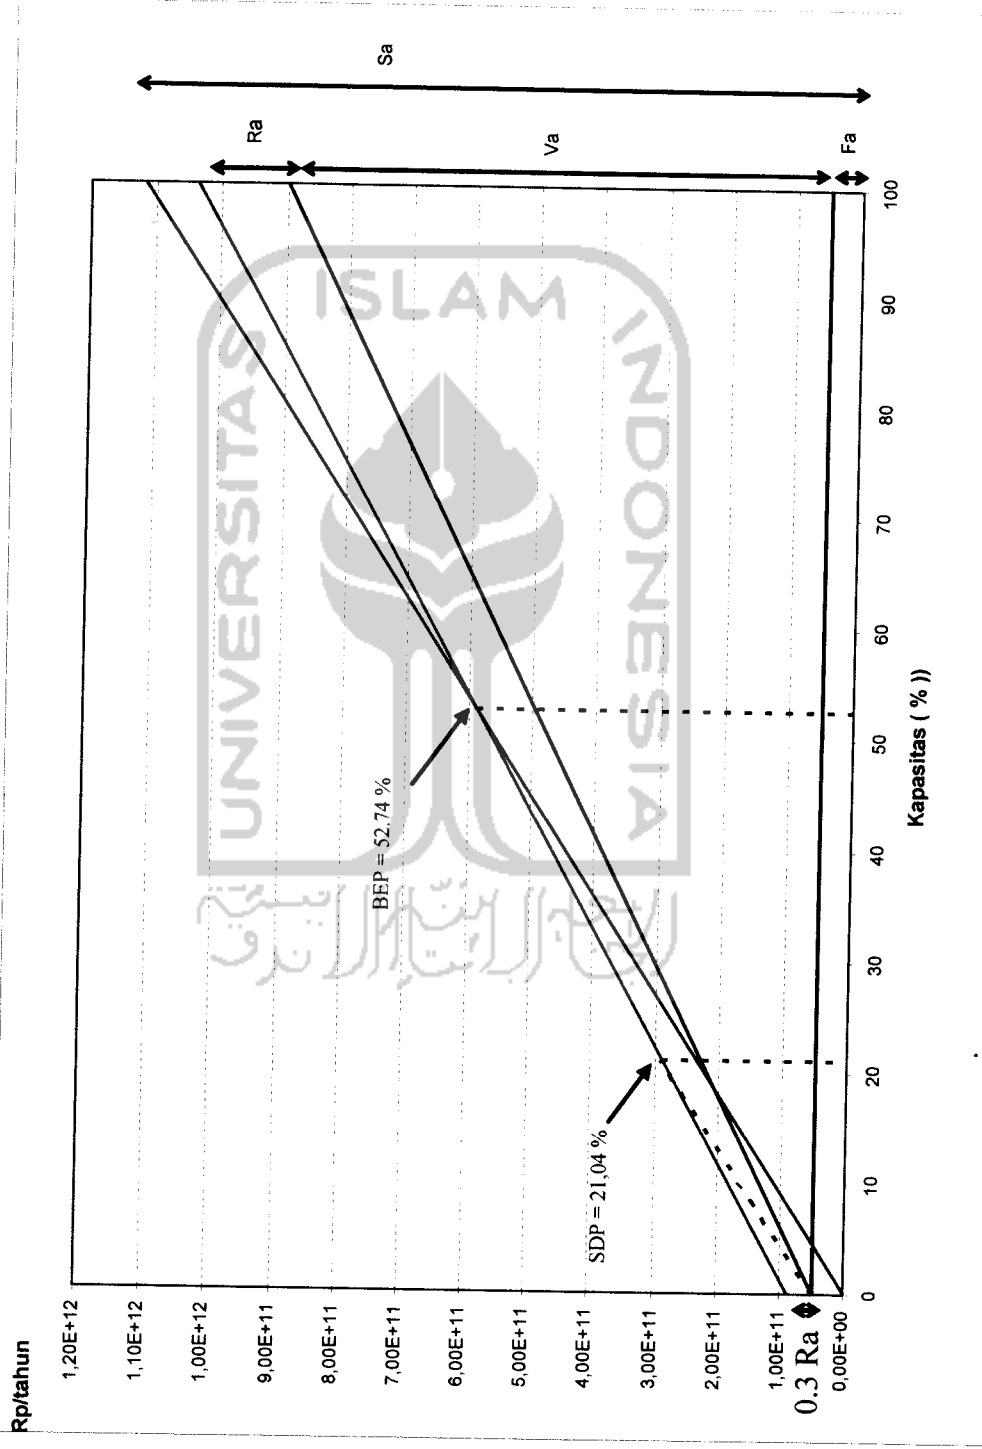 Rp/tahun
1,20E+12
1,10E+12
1,00E+12
9,00E+11
8,00E+11
7,00E+11
6,00E+11
5,00E+11
4,00E+11
3,00E+11
2,00E+11
1,00E+11
0,00E+00
0.3 Ra
0
10
20
30
40
50
60
70
80
90
100
Kapasitas ( % ))
BEP = 52.74 %
SDP = 21,04 %
Sa
Ra
Va
Fa
UNIVERSITAS
ISLAM
INDONESIA